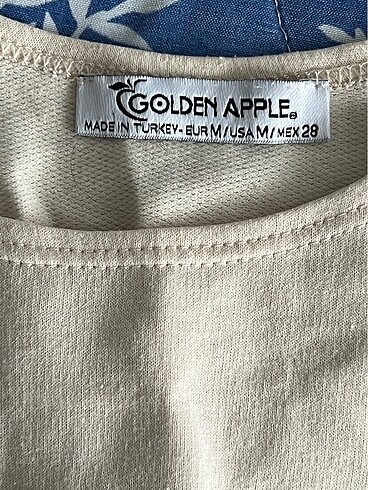 GOLDEN APPLE®
MADE IN TURKEY-EUR M/USA M/MEX 28